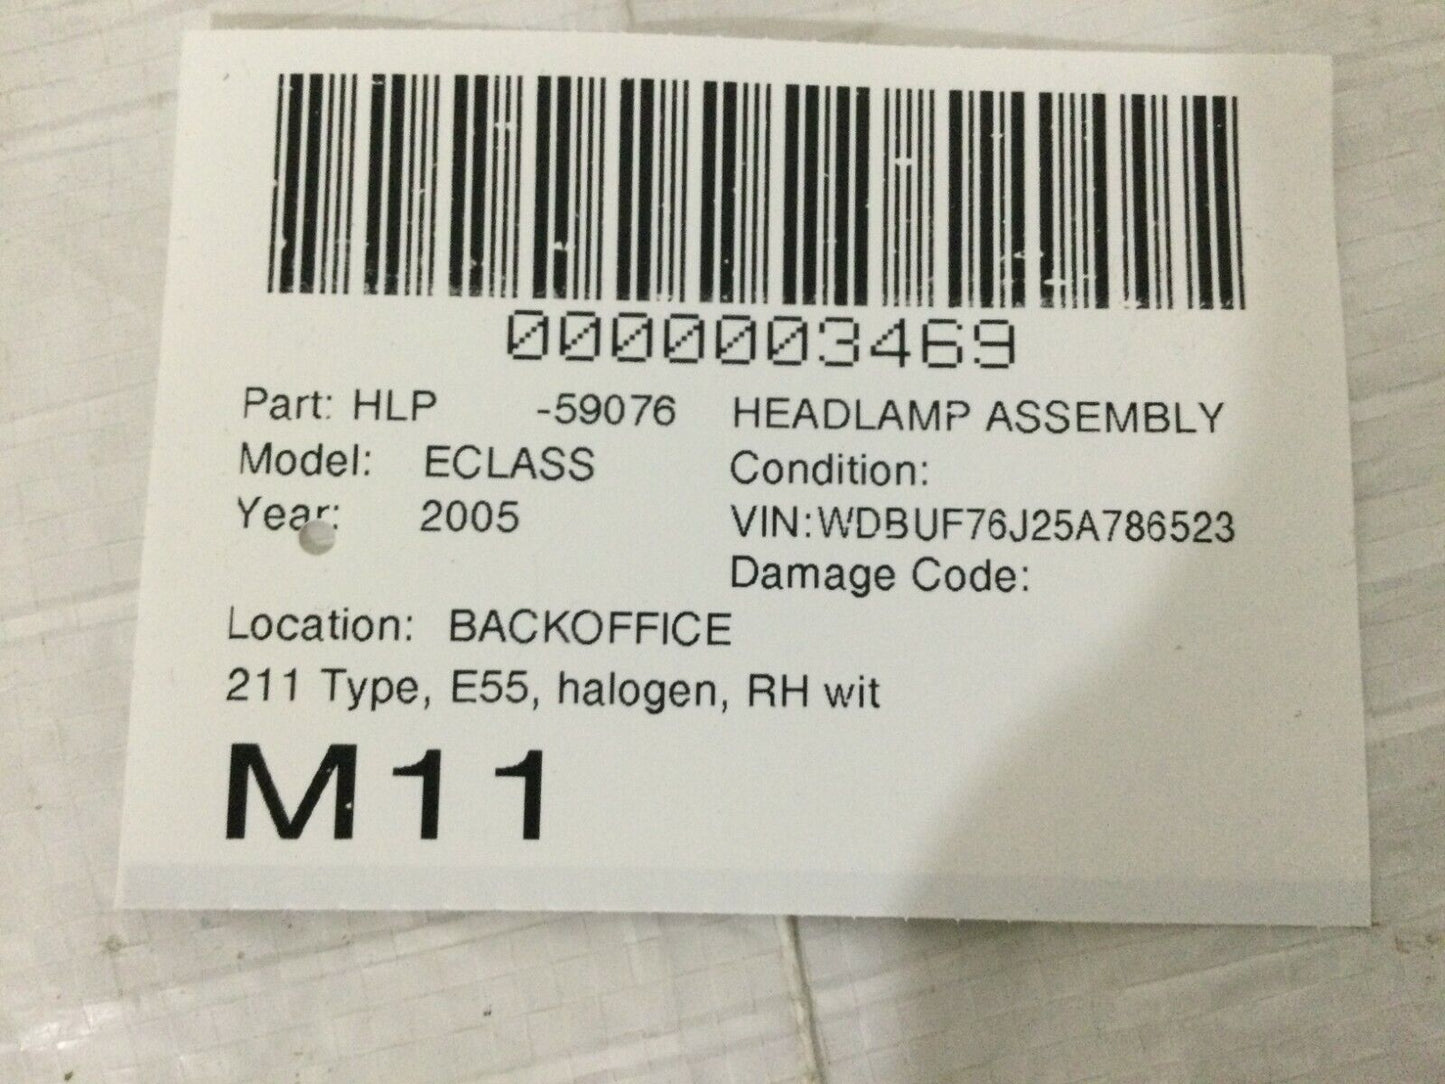 0000003469
Part: HLP -59076 HEADLAMP ASSEMBLY
Model: ECLASS Condition:
Year: 2005 VIN:WDBUF76J25A786523
Damage Code:
Location: BACKOFFICE
211 Type, E55, halogen, RH wit
M11